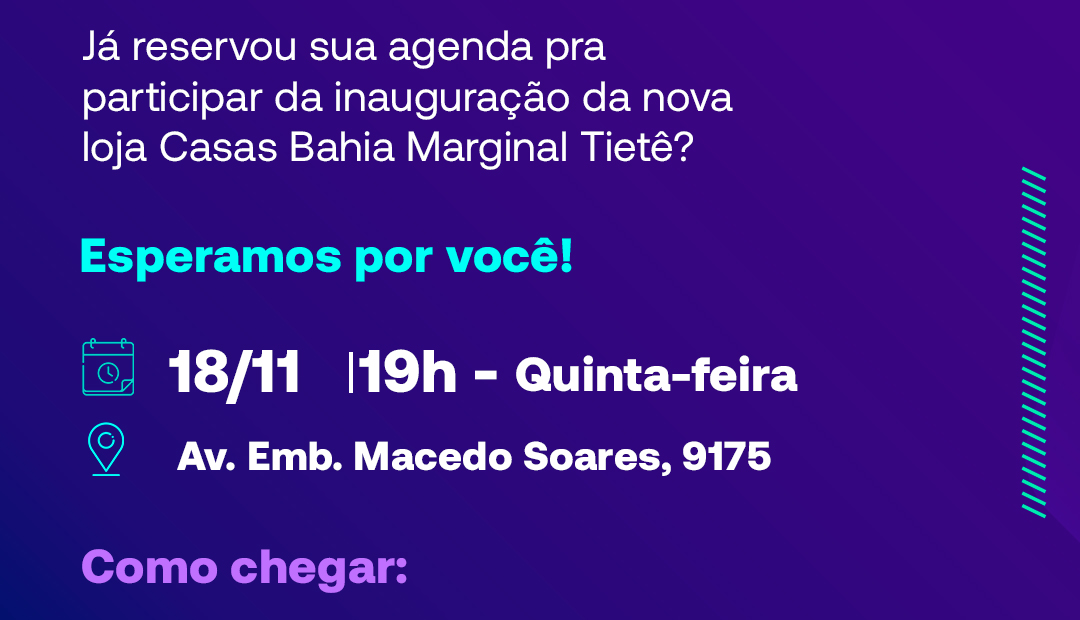 Já reservou sua agenda pra
participar da inauguração da nova
loja Casas Bahia Marginal Tietê?
Esperamos por você!
18/11 |19h - Quinta-feira
Av. Emb. Macedo Soares, 9175
Como chegar: